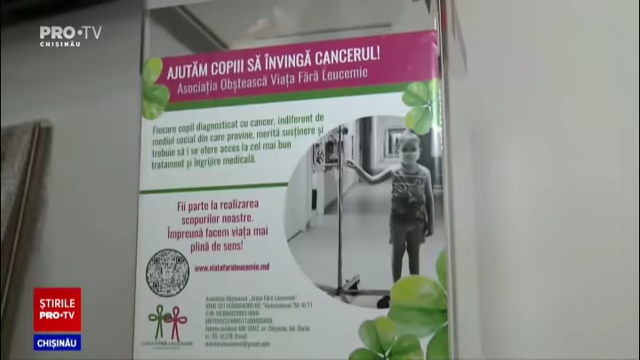 PRO•TV
CHIȘINĂU
AJUTĂM COPIII SĂ ÎNVINGĂ CANCERUL!
Asociația Obștească Viața Fără Leucemie
Fiecare copil diagnosticat cu cancer, indiferent de
mediul social din care provine, merită susținere și
trebuie să i se ofere acces la cel mai bun
tratament și îngrijire medicală.
Fii parte la realizarea
scopurilor noastre.
Împreună facem viața mai
plină de sens!
www.viatafaraleucemie.md
Asociația Obștească „Viața Fără Leucemie”
ȘTIRILE
PRO•TV
CHIȘINĂU